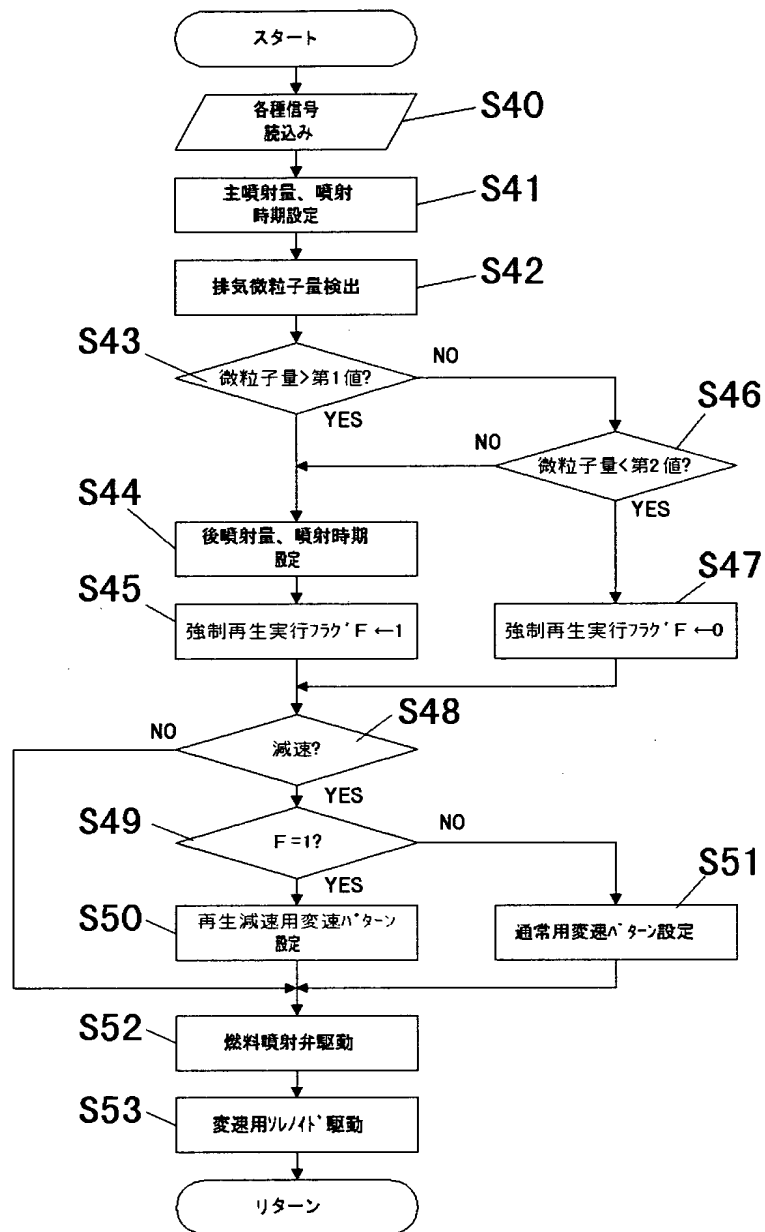 スタート
各種信号
読込み
S40
主噴射量、噴射
時期設定
S41
排気微粒子量検出
S42
S43
微粒子量>第1値?
NO
YES
S46
微粒子量<第2値?
NO
YES
S44
後噴射量、噴射時期
設定
S45
強制再生実行フラグF←1
S47
強制再生実行フラグF←0
S48
減速?
NO
YES
S49
F=1?
NO
YES
S50
再生減速用変速パターン
設定
S51
通常用変速パターン設定
S52
燃料噴射弁駆動
S53
変速用ソレノイド駆動
リターン